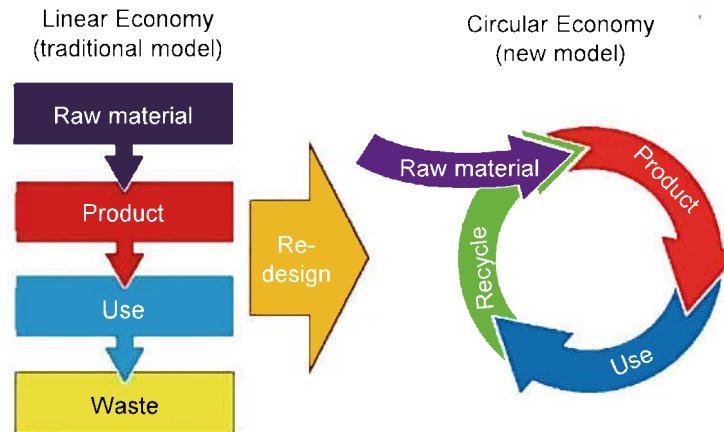 Linear Economy
(traditional model)
Raw material
Product
Use
Waste
Re-
design
Circular Economy
(new model)
Raw material
Product
Use
Recycle